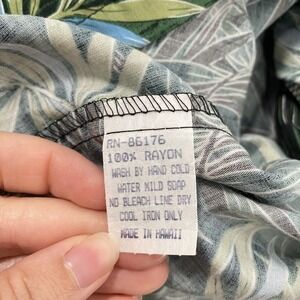 RN-86176
100% RAYON
WASH BY HAND COLD
WATER MILD SOAP
NO BLEACH LINE DRY
COOL IRON ONLY
MADE IN HAWAII